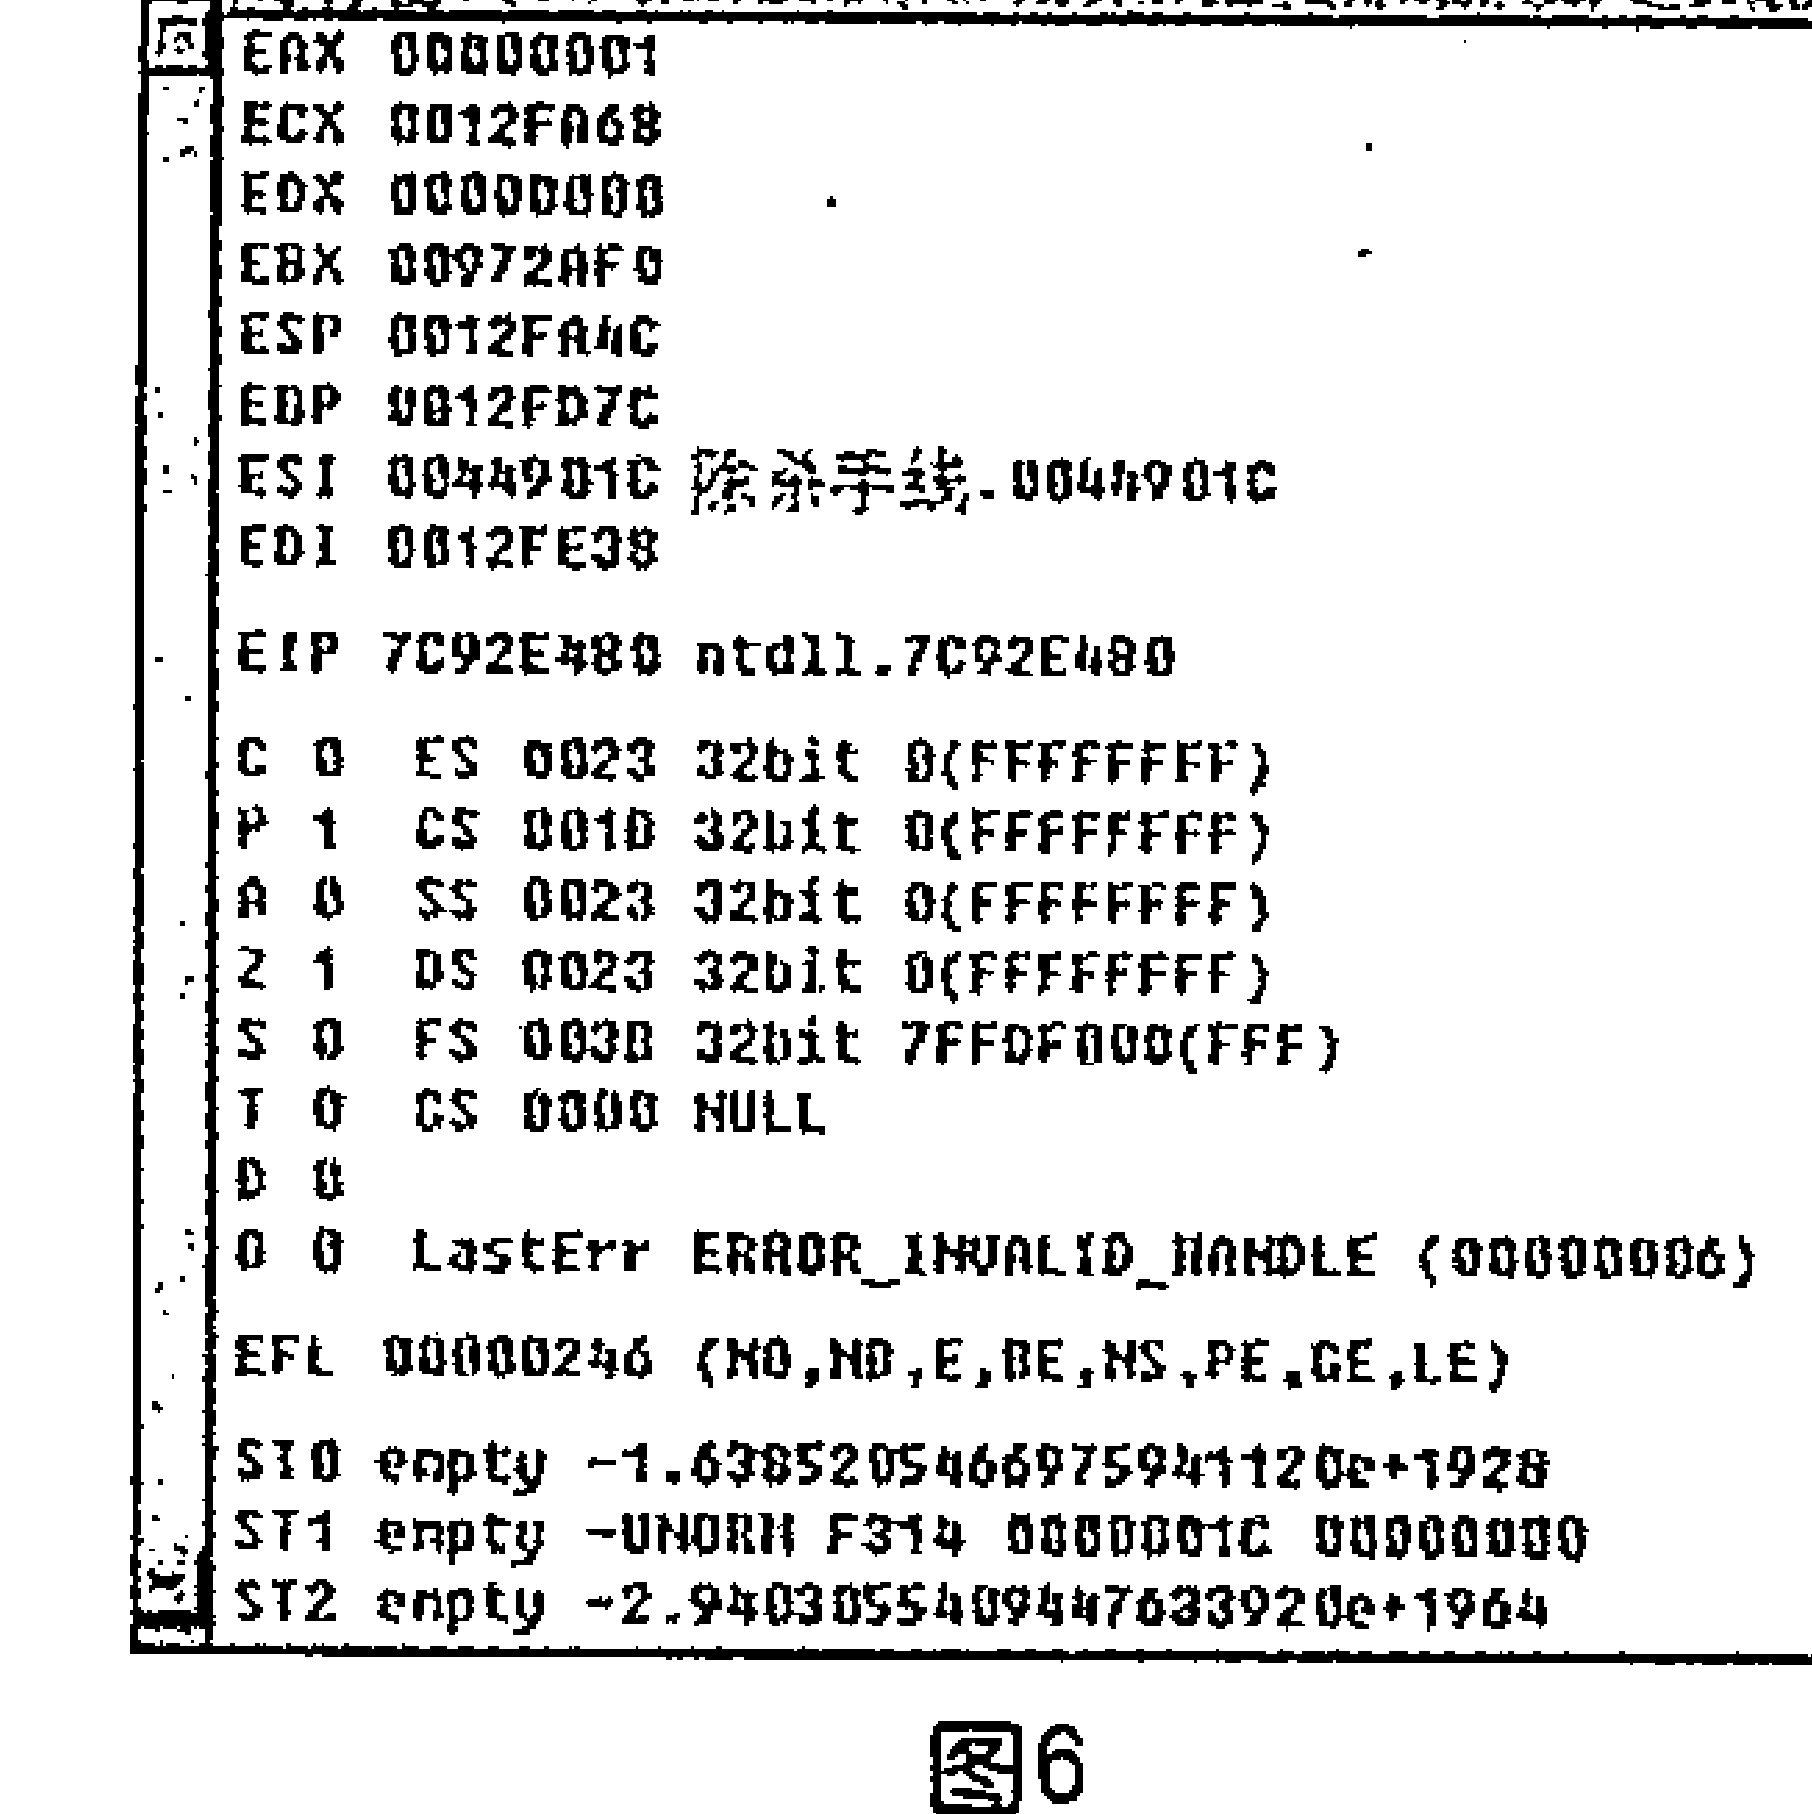 EAX 00000001
ECX 0012FA68
EDX 00000000
EBX 00972AF0
ESP 0012FA4C
EBP 0012FD7C
ESI 0044901C 除杀手线.0044901C
EDI 0012FE38
EIP 7C92E480 ntdll.7C92E480
C 0 ES 0023 32bit 0(FFFFFFFF)
P 1 CS 001B 32bit 0(FFFFFFFF)
A 0 SS 0023 32bit 0(FFFFFFFF)
Z 1 DS 0023 32bit 0(FFFFFFFF)
S 0 FS 003B 32bit 7FFDF000(FFF)
T 0 GS 0000 NULL
D 0
O 0 LastErr ERROR_INVALID_HANDLE (00000006)
EFL 00000246 (NO,NB,E,BE,NS,PE,GE,LE)
ST0 empty -1.6385205466975941120e+1928
ST1 empty -UNORM F314 0000001C 00000000
ST2 empty -2.9403055409447633920e+1964
图6